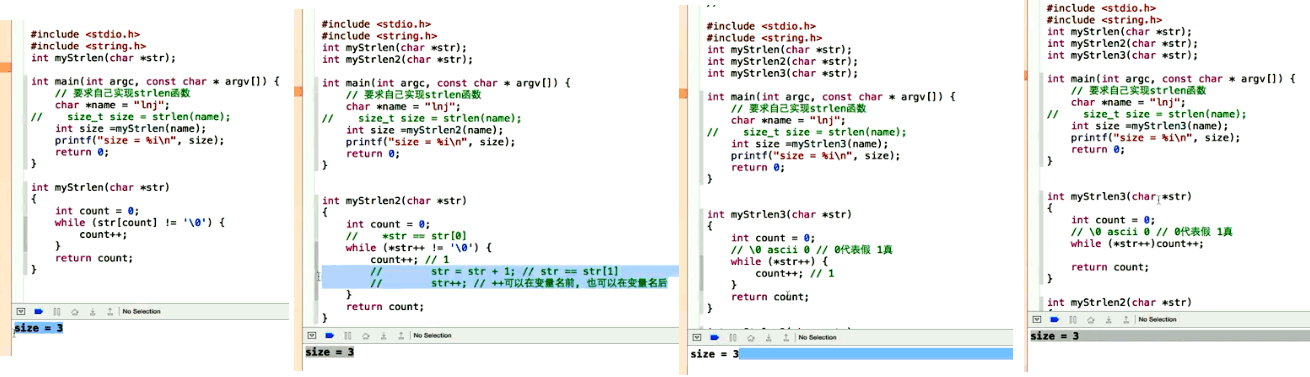 #include <stdio.h>
#include <string.h>
int myStrlen(char *str);
int main(int argc, const char * argv[]) {
// 要求自己实现strlen函数
char *name = "lnj";
//     size_t size = strlen(name);
int size =myStrlen(name);
printf("size = %i\n", size);
return 0;
}
int myStrlen(char *str)
{
int count = 0;
while (str[count] != '\0') {
count++;
}
return count;
}
No Selection
size = 3
#include <stdio.h>
#include <string.h>
int myStrlen(char *str);
int myStrlen2(char *str);
int main(int argc, const char * argv[]) {
// 要求自己实现strlen函数
char *name = "lnj";
//     size_t size = strlen(name);
int size =myStrlen2(name);
printf("size = %i\n", size);
return 0;
}
int myStrlen2(char *str)
{
int count = 0;
//     *str == str[0]
while (*str++ != '\0') {
count++; // 1
//        str = str + 1; // str == str[1]
//        str++; // ++可以在变量名前, 也可以在变量名后
}
return count;
}
No Selection
size = 3
#include <stdio.h>
#include <string.h>
int myStrlen(char *str);
int myStrlen2(char *str);
int myStrlen3(char *str);
int main(int argc, const char * argv[]) {
// 要求自己实现strlen函数
char *name = "lnj";
//     size_t size = strlen(name);
int size =myStrlen3(name);
printf("size = %i\n", size);
return 0;
}
int myStrlen3(char *str)
{
int count = 0;
// \0 ascii 0 // 0代表假 1真
while (*str++) {
count++; // 1
}
return count;
}
No Selection
size = 3
#include <stdio.h>
#include <string.h>
int myStrlen(char *str);
int myStrlen2(char *str);
int myStrlen3(char *str);
int main(int argc, const char * argv[]) {
// 要求自己实现strlen函数
char *name = "lnj";
//     size_t size = strlen(name);
int size =myStrlen3(name);
printf("size = %i\n", size);
return 0;
}
int myStrlen3(char *str)
{
int count = 0;
// \0 ascii 0 // 0代表假 1真
while (*str++)count++;
return count;
}
int myStrlen2(char *str)
No Selection
size = 3